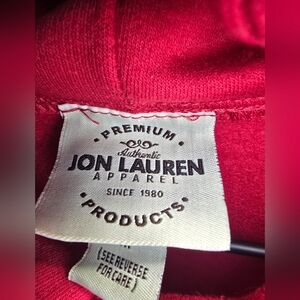 • PREMIUM •
Authentic
JON LAUREN
APPAREL
SINCE 1980
• PRODUCTS •
(SEE REVERSE
FOR CARE)